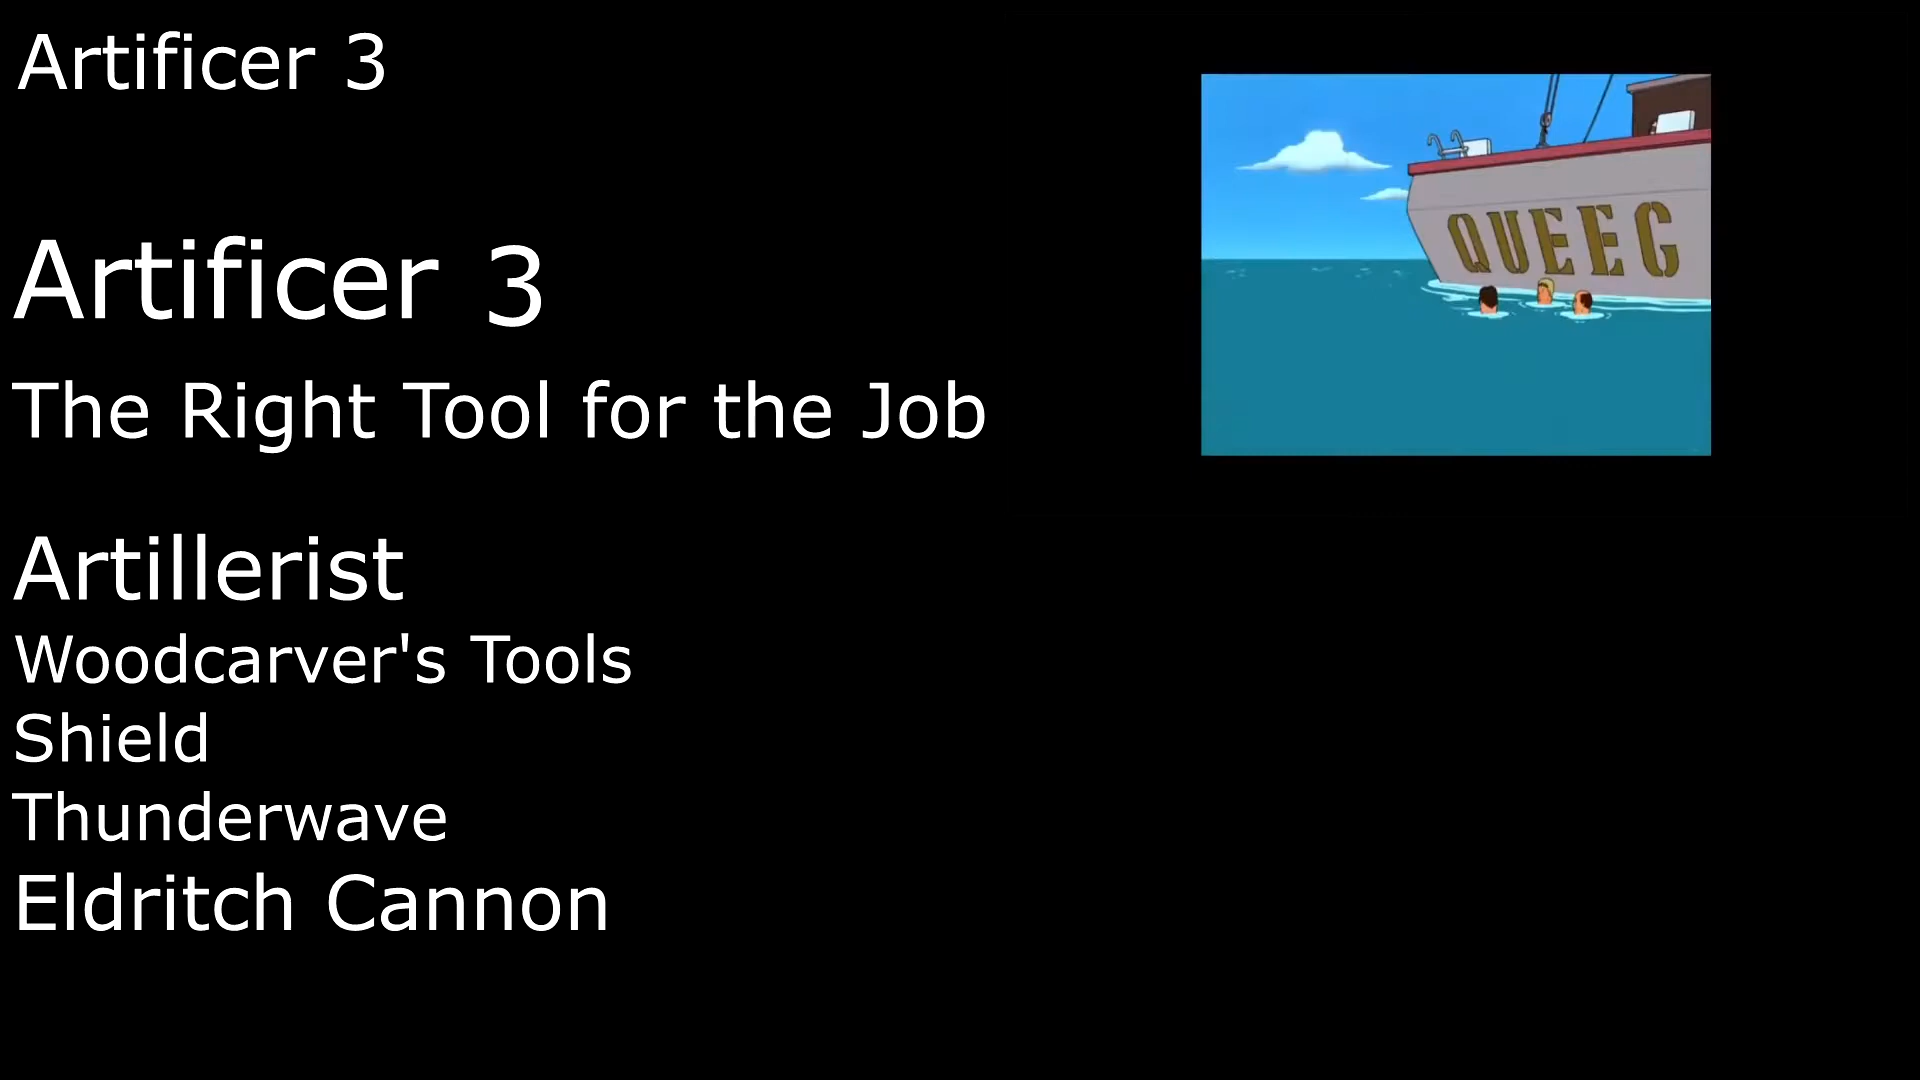 Artificer 3
QUEEG
Artificer 3
The Right Tool for the Job
Artillerist
Woodcarver's Tools
Shield
Thunderwave
Eldritch Cannon